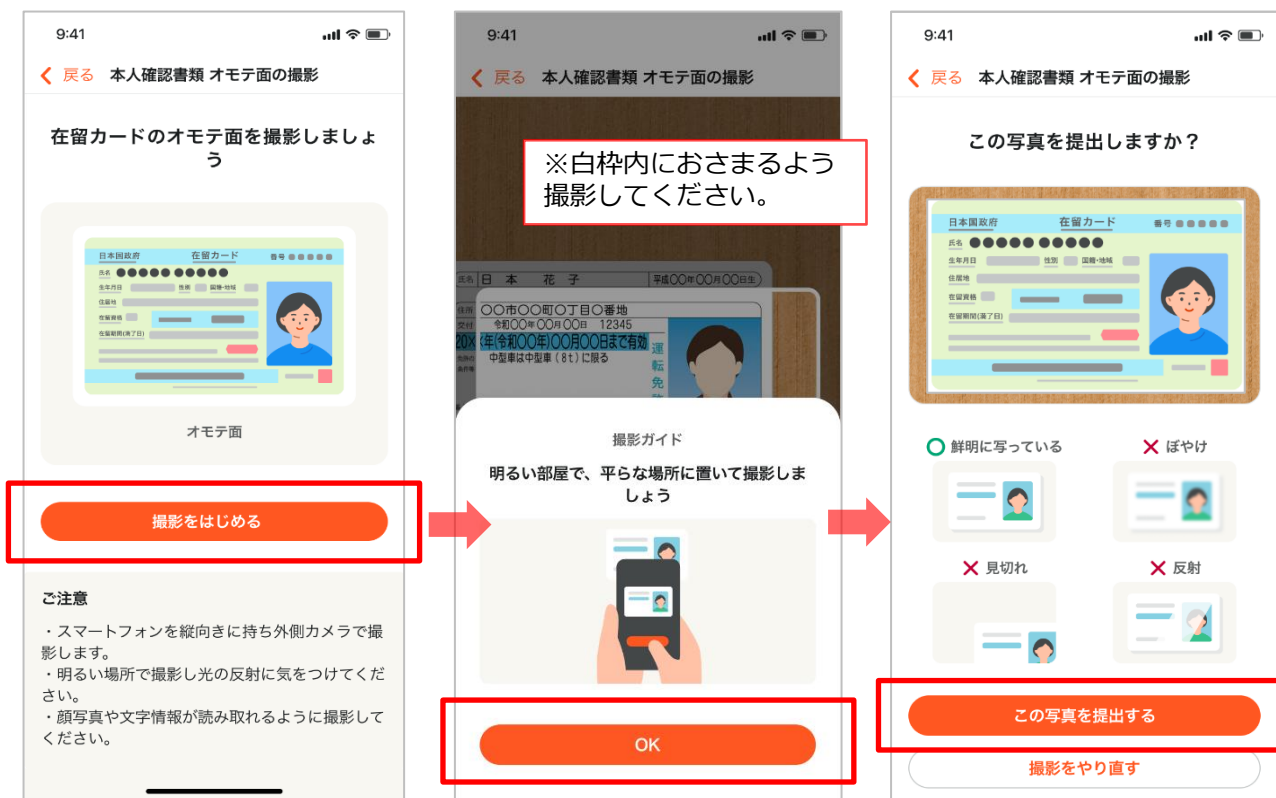 9:41
戻る 本人確認書類 オモテ面の撮影
在留カードのオモテ面を撮影しましょ
う
日本国政府 在留カード 番号
氏名
生年月日 性別 国籍・地域
住居地
在留資格
在留期間(満了日)
オモテ面
撮影をはじめる
ご注意
・スマートフォンを縦向きに持ち外側カメラで撮
影します。
・明るい場所で撮影し光の反射に気をつけてくだ
さい。
・顔写真や文字情報が読み取れるように撮影して
ください。
9:41
戻る 本人確認書類 オモテ面の撮影
※白枠内におさまるよう
撮影してください。
氏名 日本花子 平成〇〇年〇〇月〇〇日生
住所 〇〇市〇〇町〇丁目〇番地
交付 令和〇〇年〇〇月〇〇日 12345
年(令和〇〇年)〇〇月〇〇日まで有効
中型車は中型車(8t)に限る
運
転
免
撮影ガイド
明るい部屋で、平らな場所に置いて撮影しま
しょう
OK
9:41
戻る 本人確認書類 オモテ面の撮影
この写真を提出しますか？
日本国政府 在留カード 番号
氏名
生年月日 性別 国籍・地域
住居地
在留資格
在留期間(満了日)
鮮明に写っている
ぼやけ
見切れ
反射
この写真を提出する
撮影をやり直す